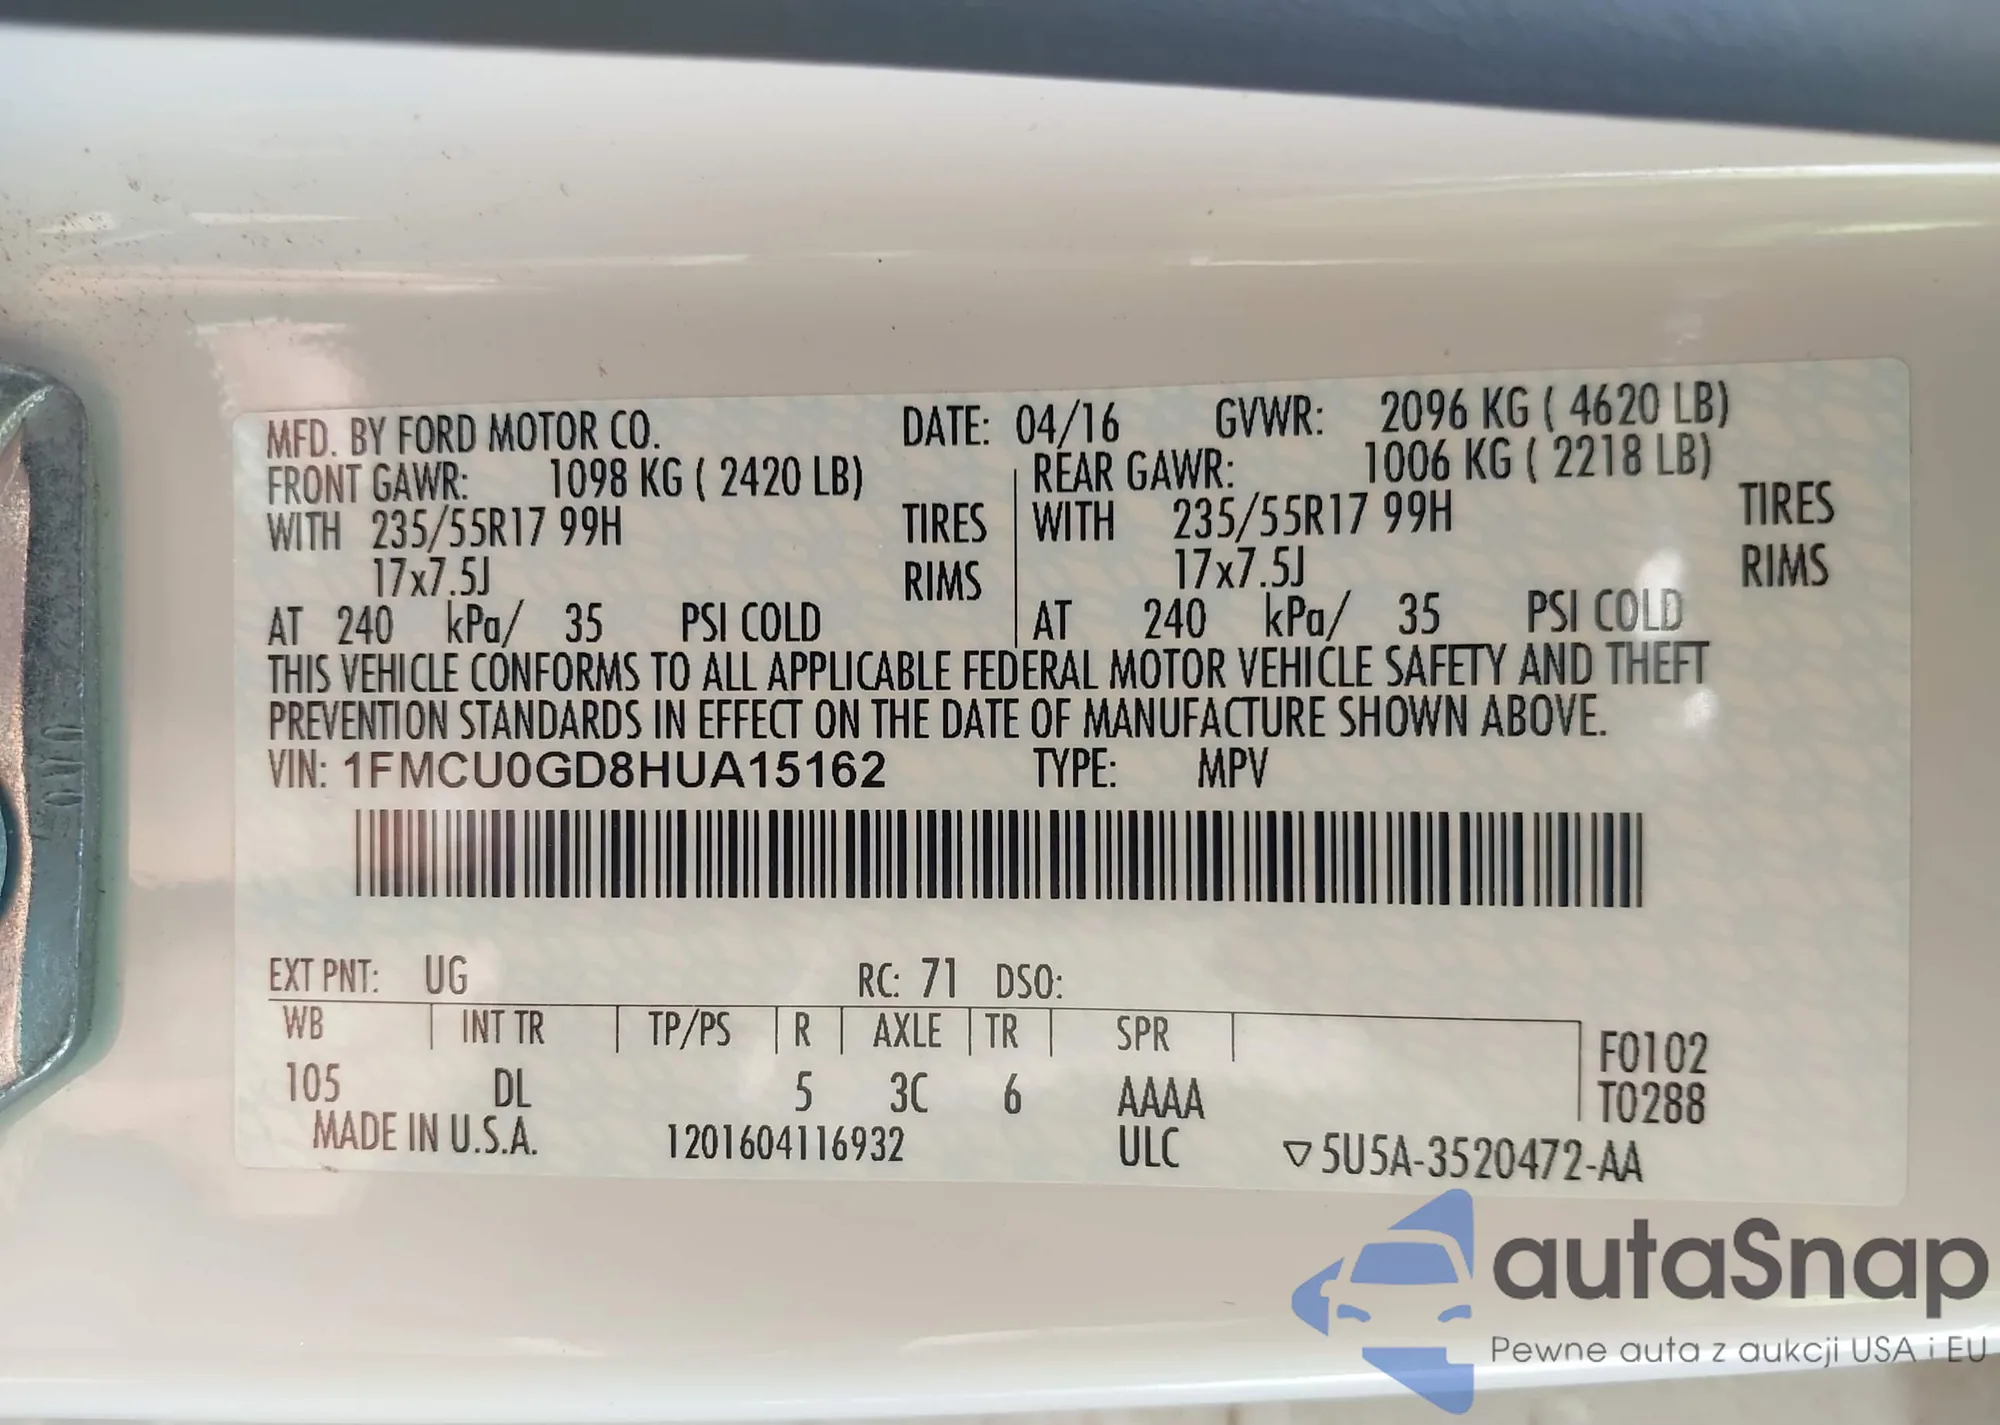 MFD. BY FORD MOTOR CO. DATE: 04/16 GVWR: 2096 KG ( 4620 LB)
FRONT GAWR: 1098 KG ( 2420 LB) REAR GAWR: 1006 KG ( 2218 LB)
WITH 235/55R17 99H TIRES WITH 235/55R17 99H TIRES
17x7.5J RIMS 17x7.5J RIMS
AT 240 kPa/ 35 PSI COLD AT 240 kPa/ 35 PSI COLD
THIS VEHICLE CONFORMS TO ALL APPLICABLE FEDERAL MOTOR VEHICLE SAFETY AND THEFT
PREVENTION STANDARDS IN EFFECT ON THE DATE OF MANUFACTURE SHOWN ABOVE.
VIN: 1FMCU0GD8HUA15162 TYPE: MPV
EXT PNT: UG RC: 71 DSO:
WB INT TR TP/PS R AXLE TR SPR
F0102
105 DL 5 3C 6 AAAA T0288
MADE IN U.S.A. 1201604116932 ULC ▽5U5A-3520472-AA
autaSnap
Pewne auta z aukcji USA i EU